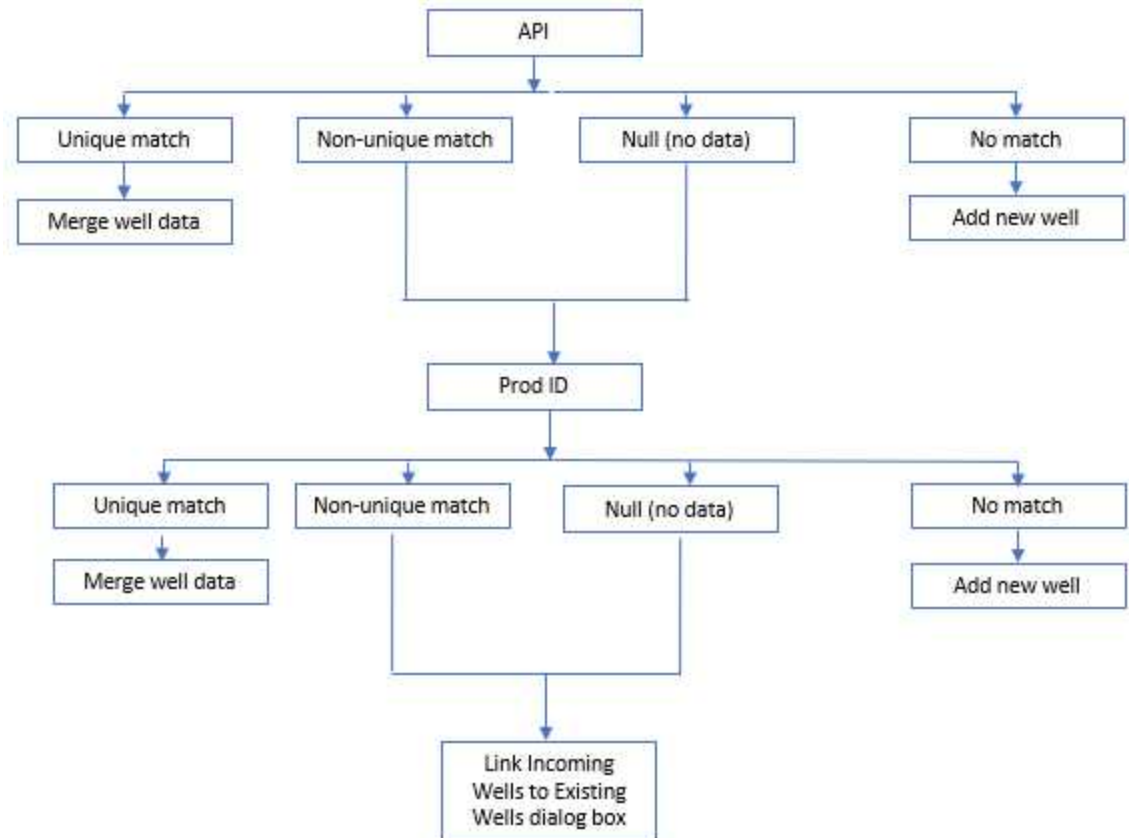 API
Unique match
Non-unique match
Null (no data)
No match
Merge well data
Add new well
Prod ID
Unique match
Non-unique match
Null (no data)
No match
Merge well data
Add new well
Link Incoming
Wells to Existing
Wells dialog box